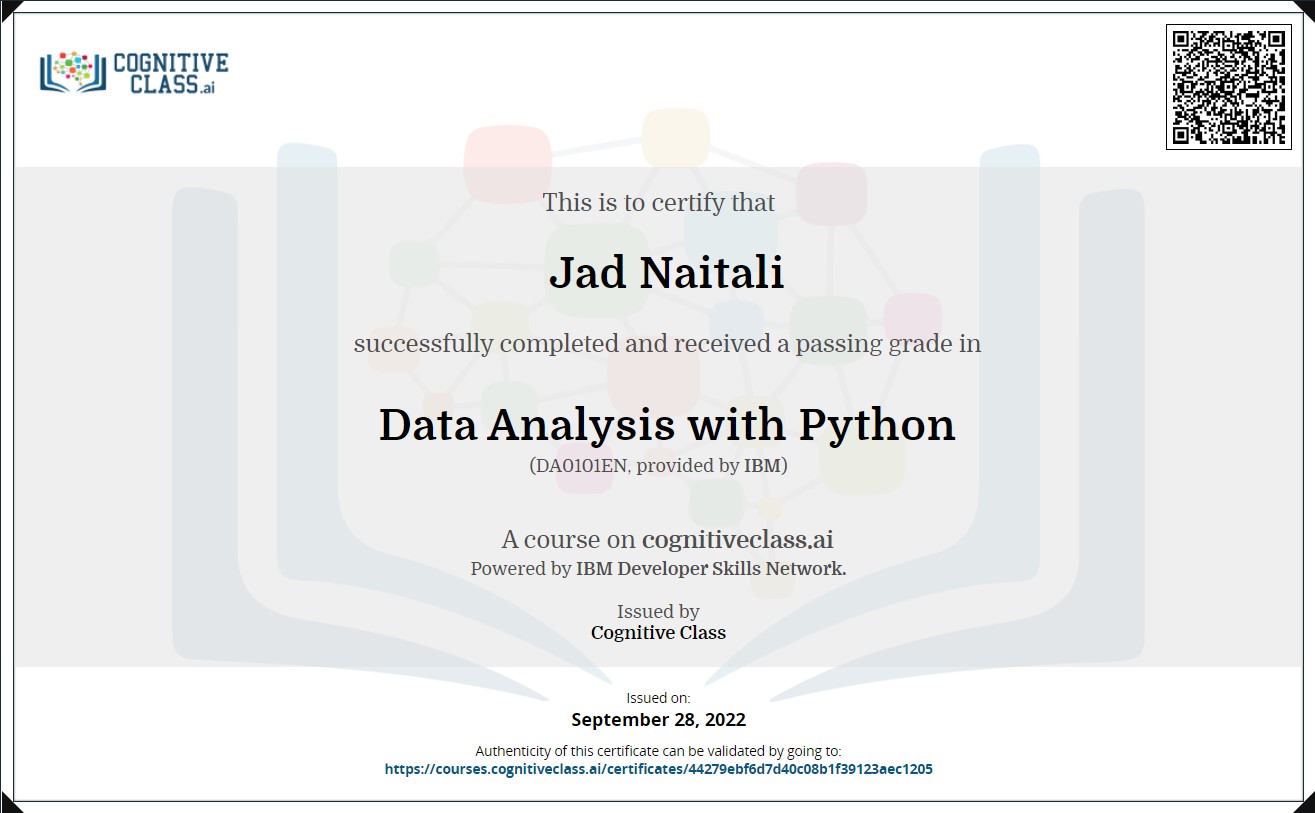 COGNITIVE
CLASS.ai
This is to certify that
Jad Naitali
successfully completed and received a passing grade in
Data Analysis with Python
(DA0101EN, provided by IBM)
A course on cognitiveclass.ai
Powered by IBM Developer Skills Network.
Issued by
Cognitive Class
Issued on:
September 28, 2022
Authenticity of this certificate can be validated by going to:
https://courses.cognitiveclass.ai/certificates/44279ebf6d7d40c08b1f39123aec1205